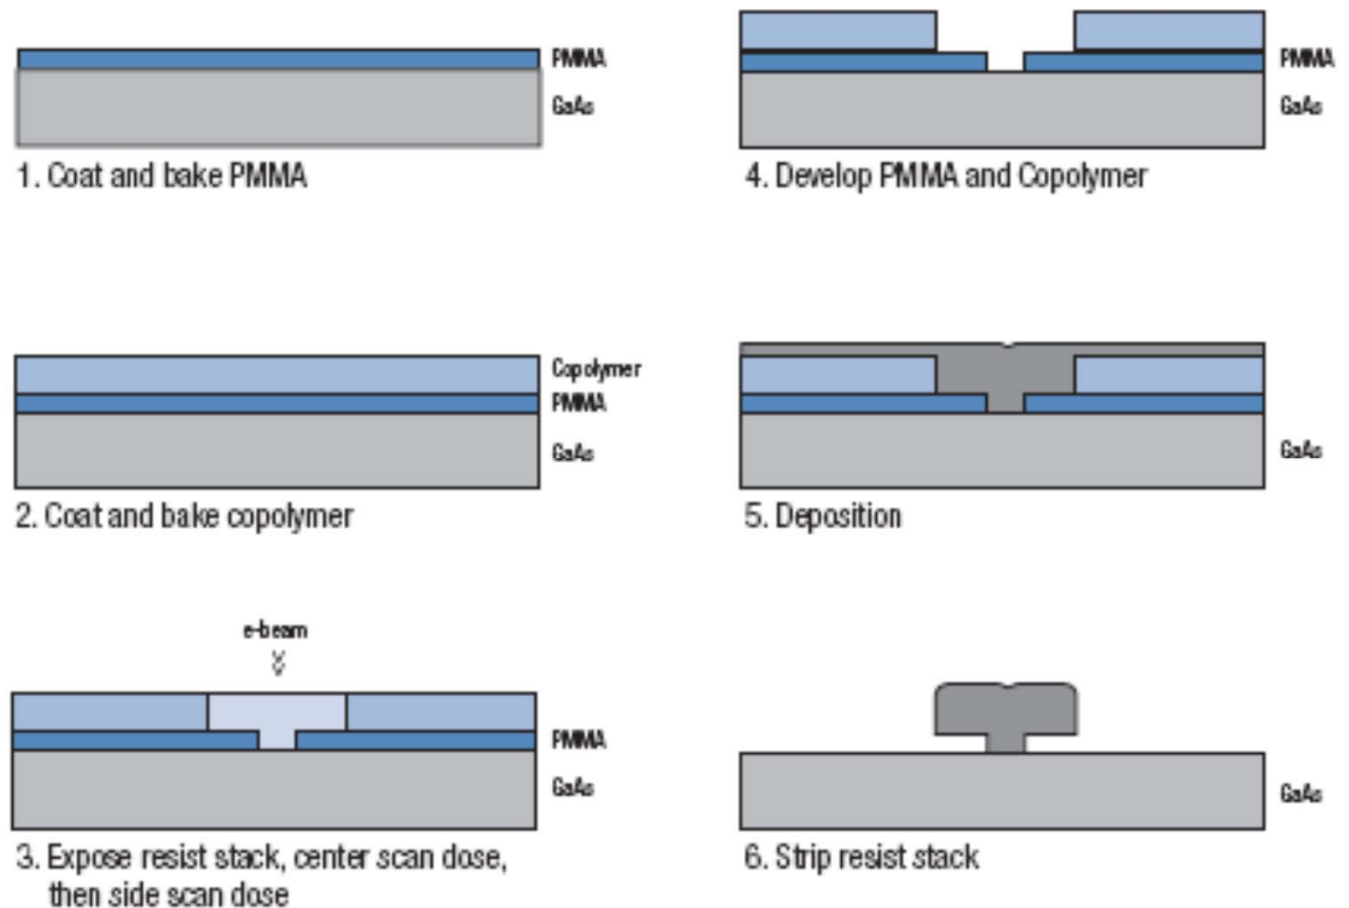 PMMA
GaAs
1. Coat and bake PMMA
Copolymer
PMMA
GaAs
2. Coat and bake copolymer
e-beam
PMMA
GaAs
3. Expose resist stack, center scan dose,
then side scan dose
PMMA
GaAs
4. Develop PMMA and Copolymer
GaAs
5. Deposition
GaAs
6. Strip resist stack